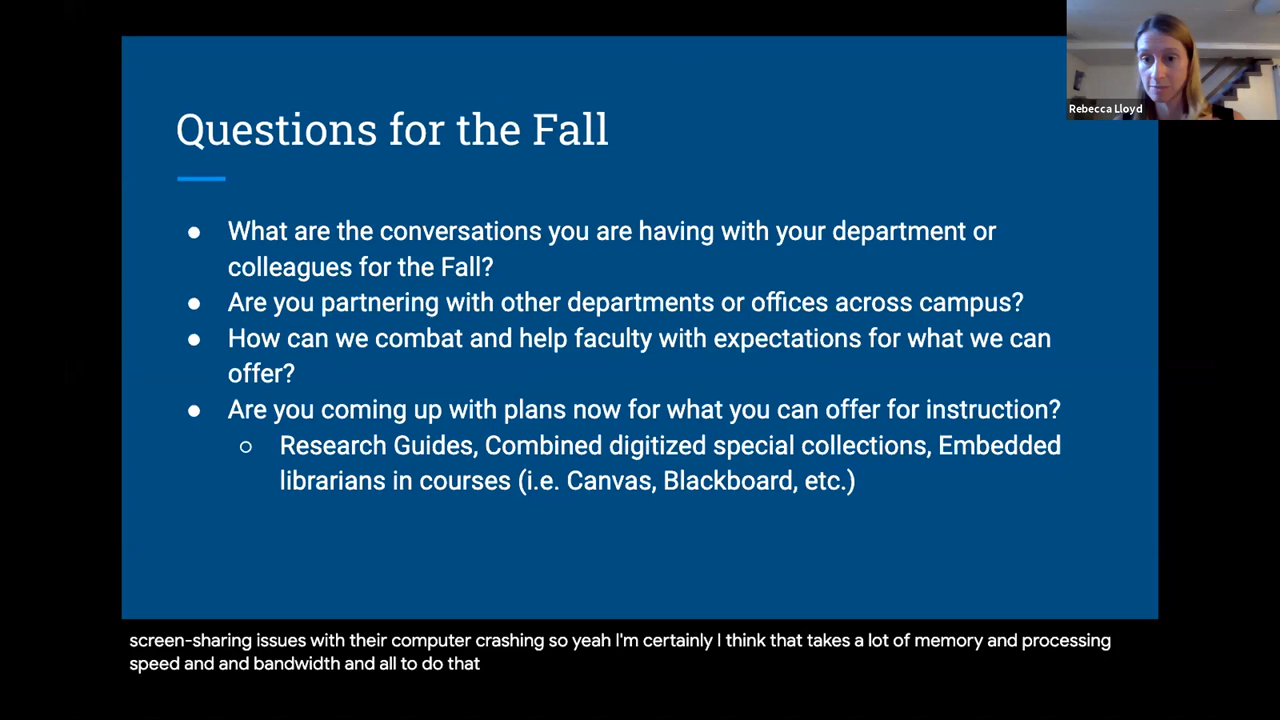 Rebecca Lloyd
Questions for the Fall
● What are the conversations you are having with your department or
colleagues for the Fall?
● Are you partnering with other departments or offices across campus?
● How can we combat and help faculty with expectations for what we can
offer?
● Are you coming up with plans now for what you can offer for instruction?
○ Research Guides, Combined digitized special collections, Embedded
librarians in courses (i.e. Canvas, Blackboard, etc.)
screen-sharing issues with their computer crashing so yeah I'm certainly I think that takes a lot of memory and processing
speed and and bandwidth and all to do that